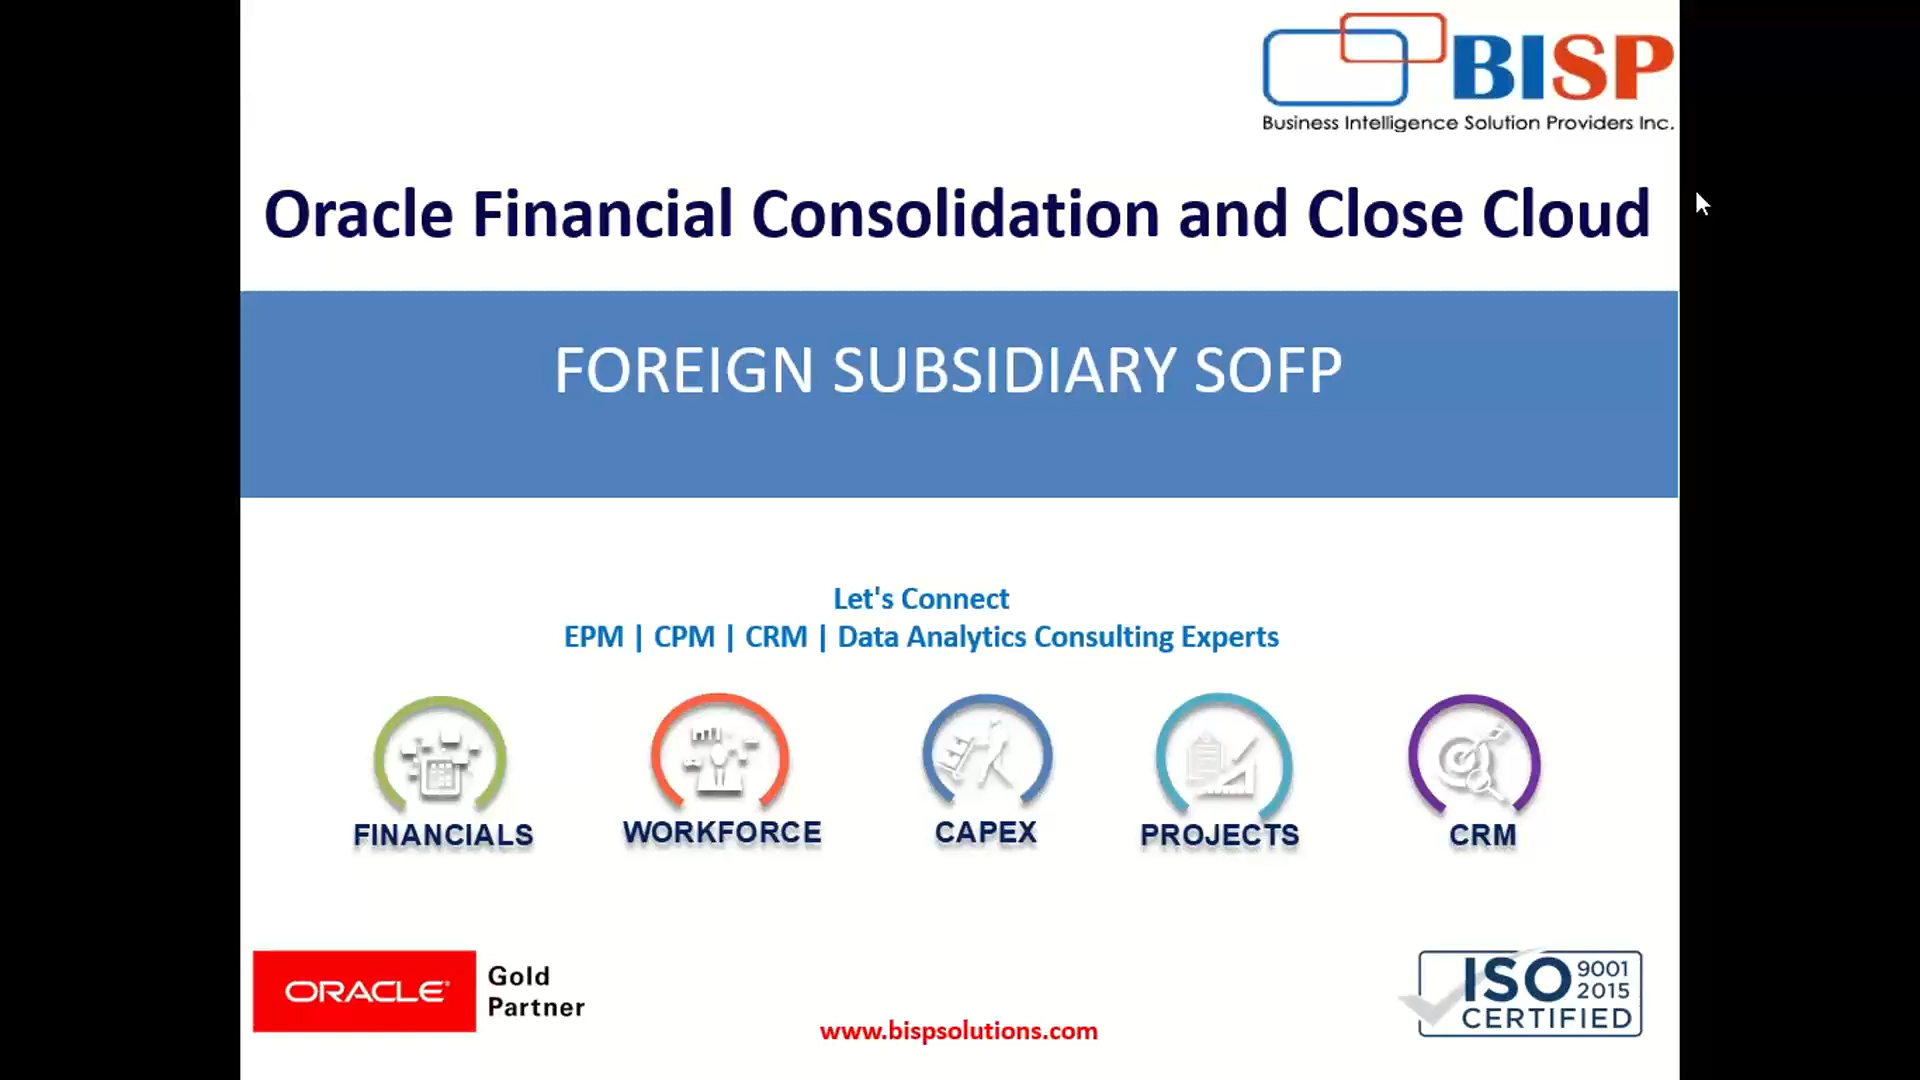 BISP
Business Intelligence Solution Providers Inc.
Oracle Financial Consolidation and Close Cloud
FOREIGN SUBSIDIARY SOFP
Let's Connect
EPM | CPM | CRM | Data Analytics Consulting Experts
FINANCIALS WORKFORCE CAPEX PROJECTS CRM
ORACLE® Gold Partner
www.bispsolutions.com
ISO 9001 2015
CERTIFIED